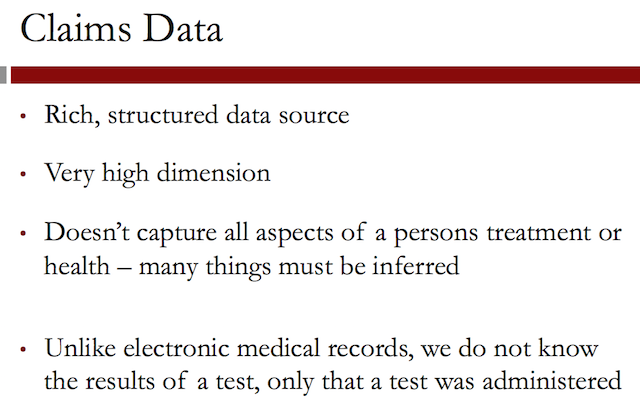 Claims Data
• Rich, structured data source
• Very high dimension
• Doesn’t capture all aspects of a persons treatment or
health – many things must be inferred
• Unlike electronic medical records, we do not know
the results of a test, only that a test was administered